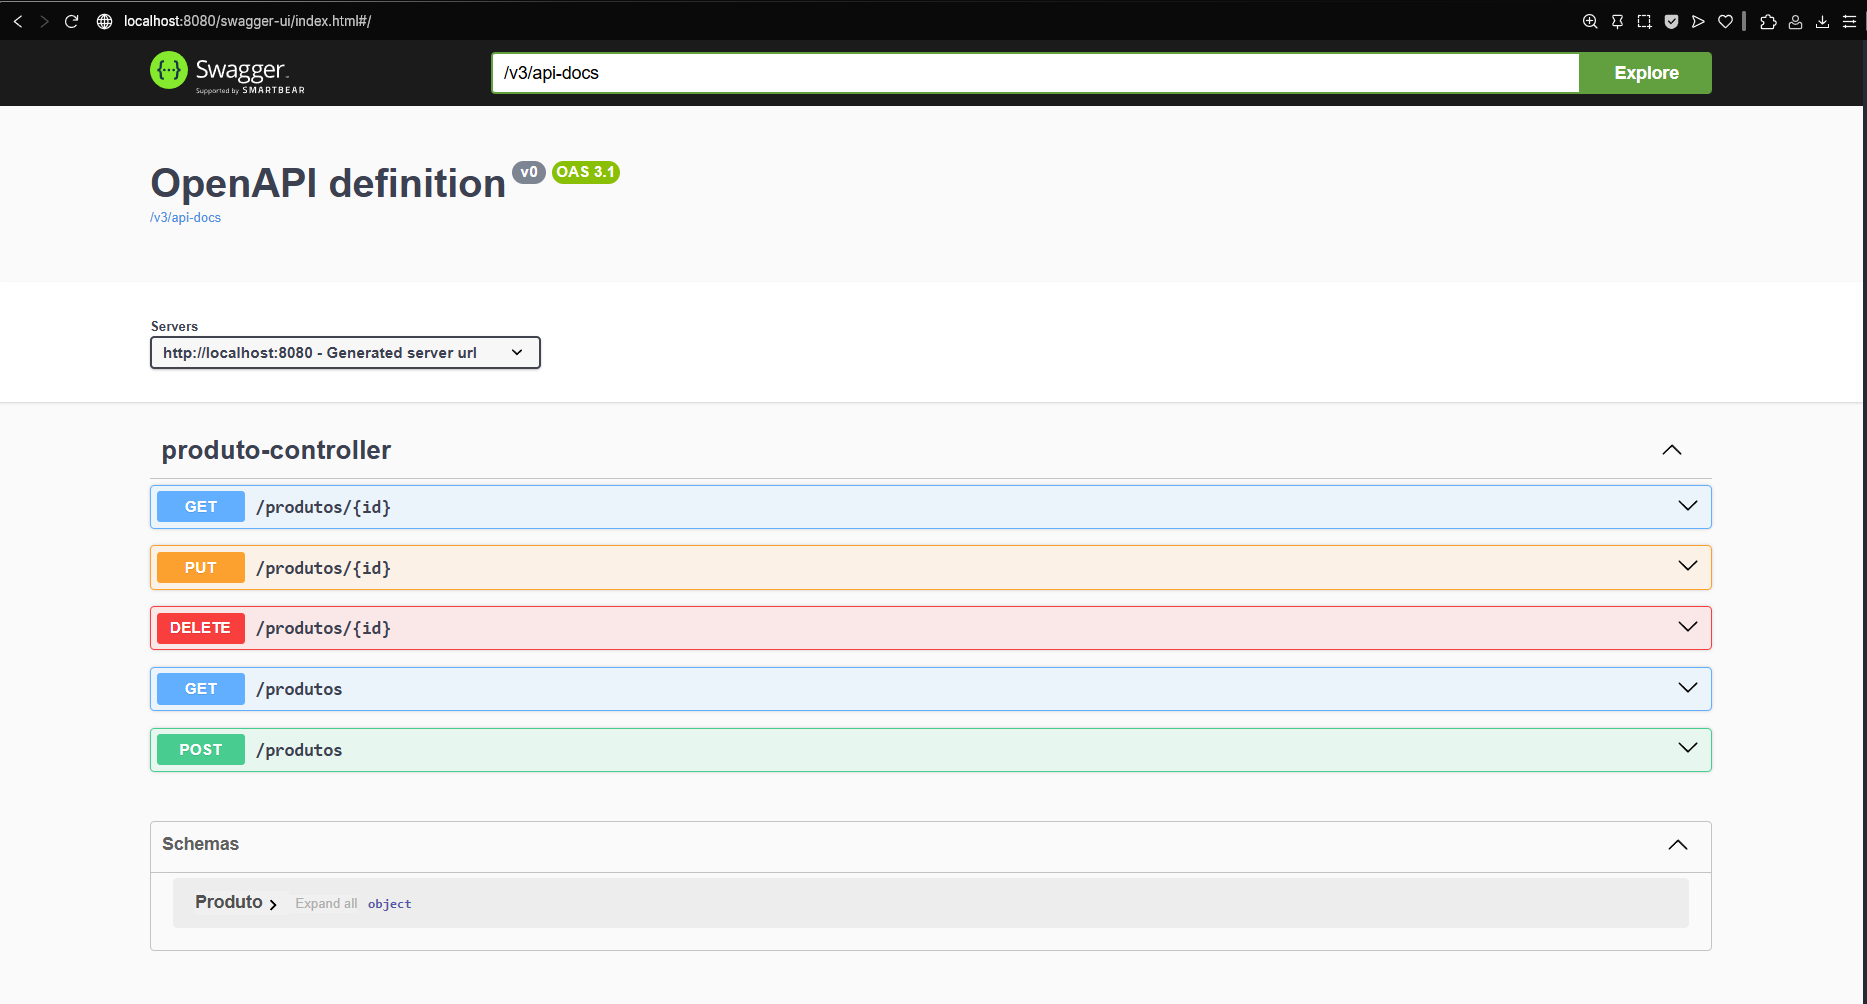 localhost:8080/swagger-ui/index.html#/
{···} Swagger.
Supported by SMARTBEAR
/v3/api-docs
Explore
OpenAPI definition v0 OAS 3.1
/v3/api-docs
Servers
http://localhost:8080 - Generated server url
produto-controller
GET /produtos/{id}
PUT /produtos/{id}
DELETE /produtos/{id}
GET /produtos
POST /produtos
Schemas
Produto Expand all object